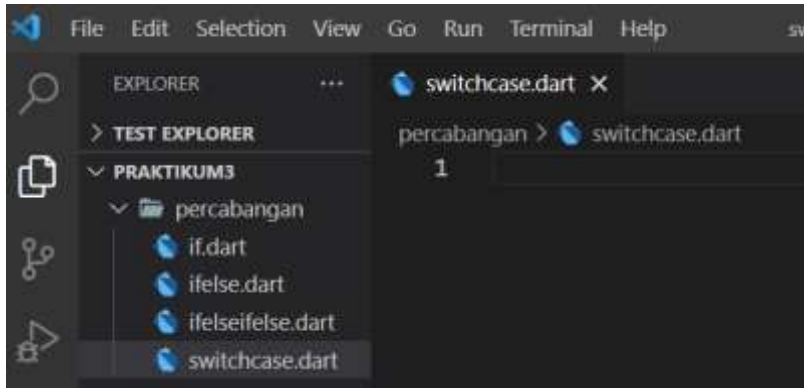 File Edit Selection View Go Run Terminal Help
EXPLORER ...
switchcase.dart
TEST EXPLORER
percabangan > switchcase.dart
PRAKTIKUM3
1
percabangan
if.dart
ifelse.dart
ifelseifelse.dart
switchcase.dart